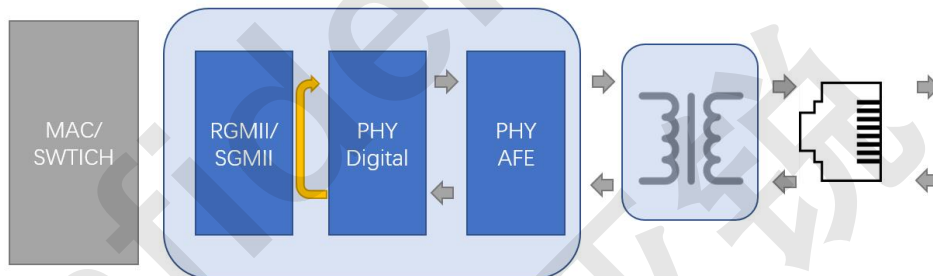 MAC/
SWTICH
RGMII/
SGMII
PHY
Digital
PHY
AFE